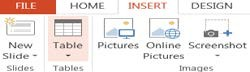 FILE HOME INSERT DESIGN
New Slide
Table
Pictures
Online Pictures
Screenshot
Slides Tables Images